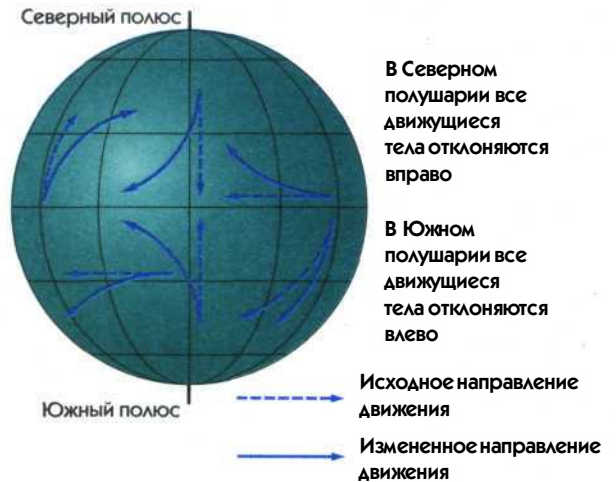 Северный полюс
В Северном
полушарии все
движущиеся
тела отклоняются
вправо
В Южном
полушарии все
движущиеся
тела отклоняются
влево
Южный полюс
Исходное направление
движения
Измененное направление
движения